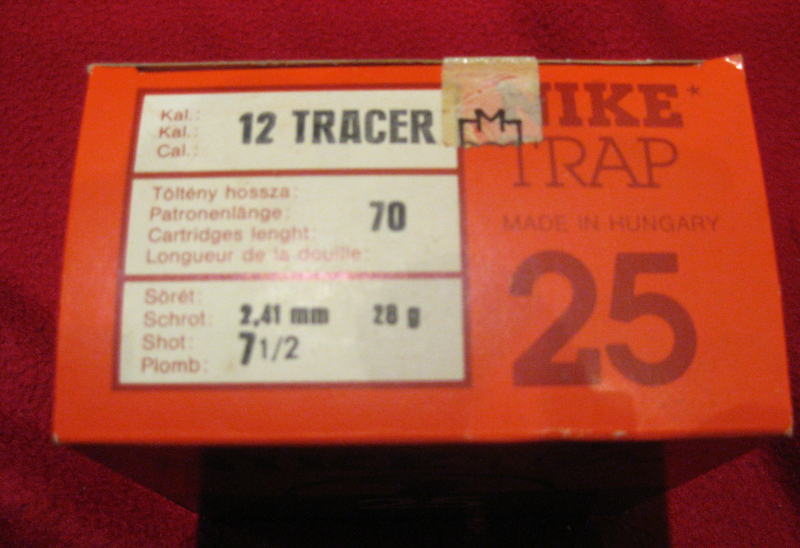 Kal.:
Kal.:
Cal.:
12 TRACER
Töltény hossza:
Patronenlänge:
Cartridges lenght:
Longueur de la douille:
70
Sörét:
Schrot:
Shot:
Plomb:
2,41 mm 28 g
7 1/2
M
NIKE*
TRAP
MADE IN HUNGARY
25